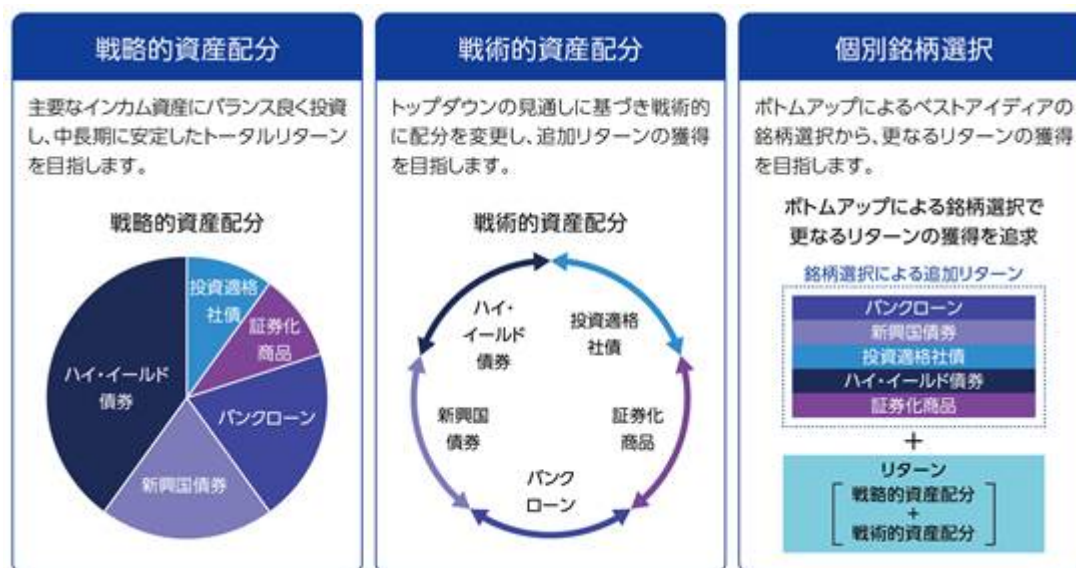 戦略的資産配分
主要なインカム資産にバランス良く投資
し、中長期に安定したトータルリターン
を目指します。
戦略的資産配分
投資適格
社債
証券化
商品
ハイ・イールド
債券
バンクローン
新興国債券
戦術的資産配分
トップダウンの見通しに基づき戦術的
に配分を変更し、追加リターンの獲得
を目指します。
戦術的資産配分
ハイ・
イールド
債券
投資適格
社債
新興国
債券
証券化
商品
バンク
ローン
個別銘柄選択
ボトムアップによるベストアイディアの
銘柄選択から、更なるリターンの獲得
を目指します。
ボトムアップによる銘柄選択で
更なるリターンの獲得を追求
銘柄選択による追加リターン
バンクローン
新興国債券
投資適格社債
ハイ・イールド債券
証券化商品
+
リターン
戦略的資産配分
+
戦術的資産配分